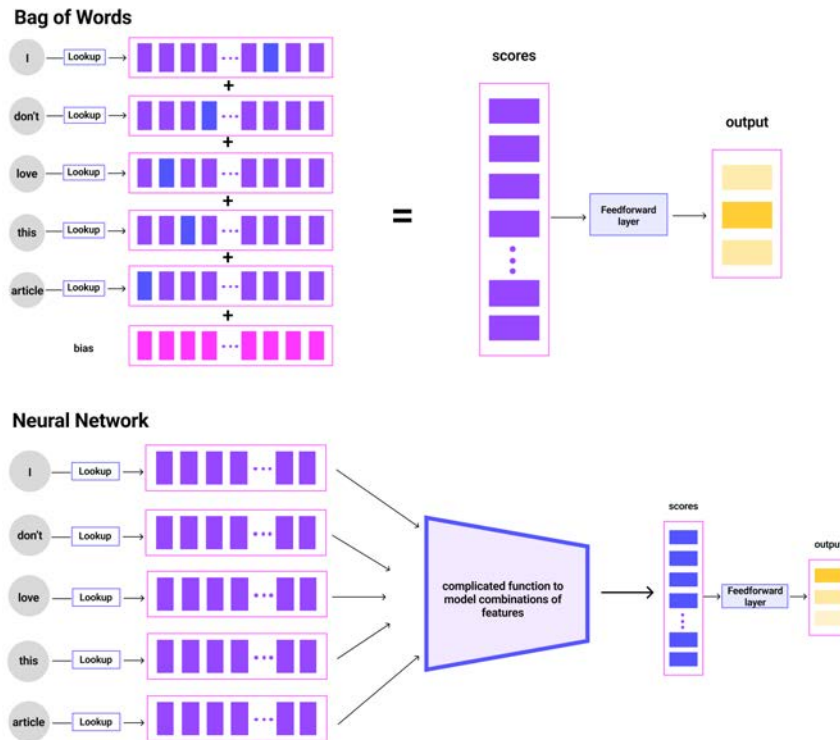 Bag of Words
I
Lookup
+
don't
Lookup
+
love
Lookup
+
this
Lookup
+
article
Lookup
+
bias
=
scores
Feedforward
layer
output
Neural Network
I
Lookup
don't
Lookup
love
Lookup
this
Lookup
article
Lookup
complicated function to
model combinations of
features
scores
Feedforward
layer
output